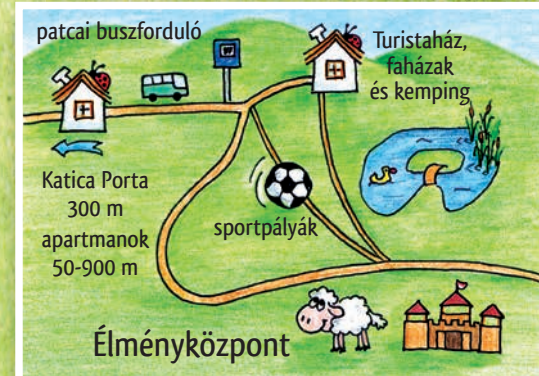 patcai buszforduló
Turistaház,
faházak
és kemping
Katica Porta
300 m
apartmanok
50-900 m
sportpályák
Élményközpont